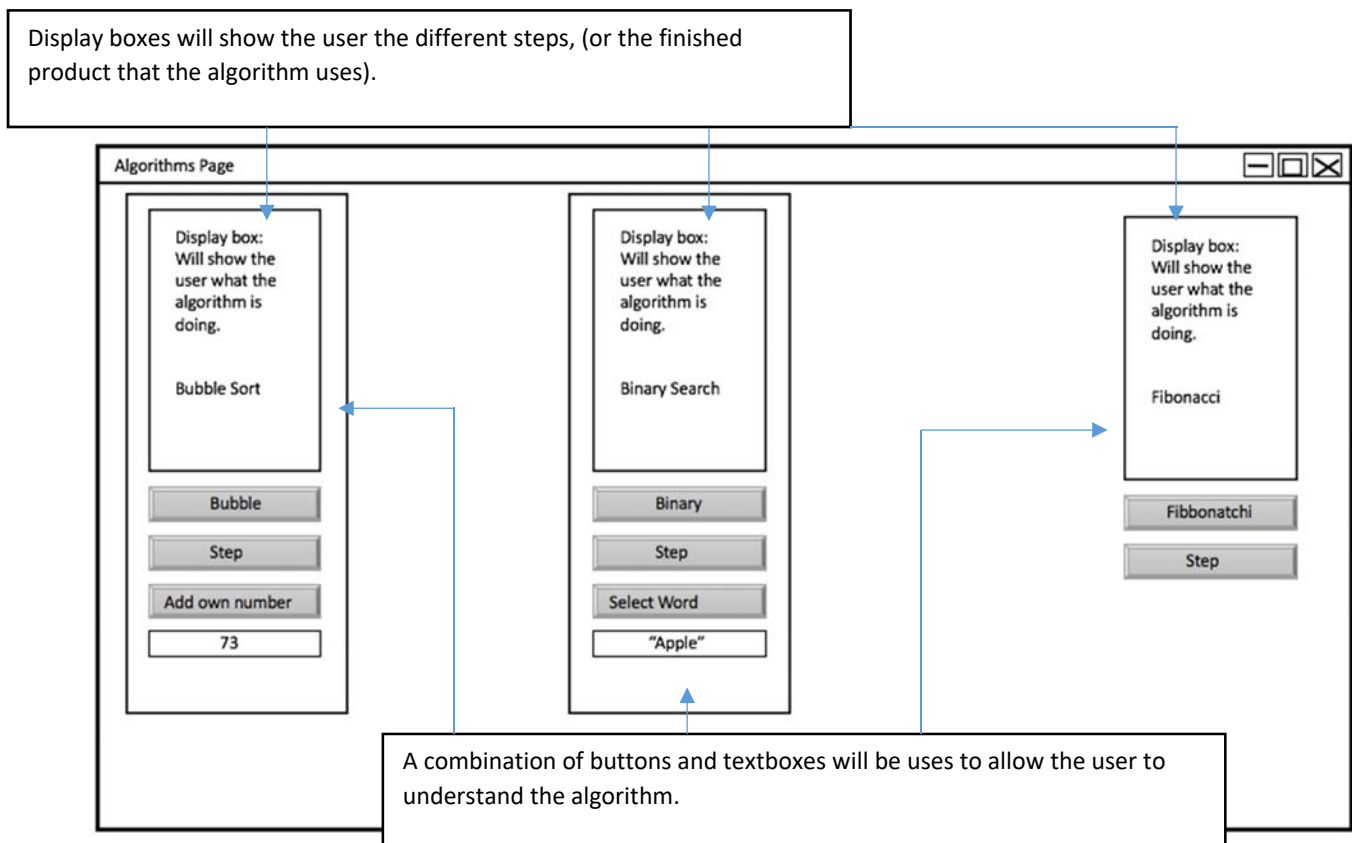 Display boxes will show the user the different steps, (or the finished
product that the algorithm uses).
Algorithms Page
Display box:
Will show the
user what the
algorithm is
doing.
Bubble Sort
Bubble
Step
Add own number
73
Display box:
Will show the
user what the
algorithm is
doing.
Binary Search
Binary
Step
Select Word
“Apple”
Display box:
Will show the
user what the
algorithm is
doing.
Fibonacci
Fibbonatchi
Step
A combination of buttons and textboxes will be uses to allow the user to
understand the algorithm.